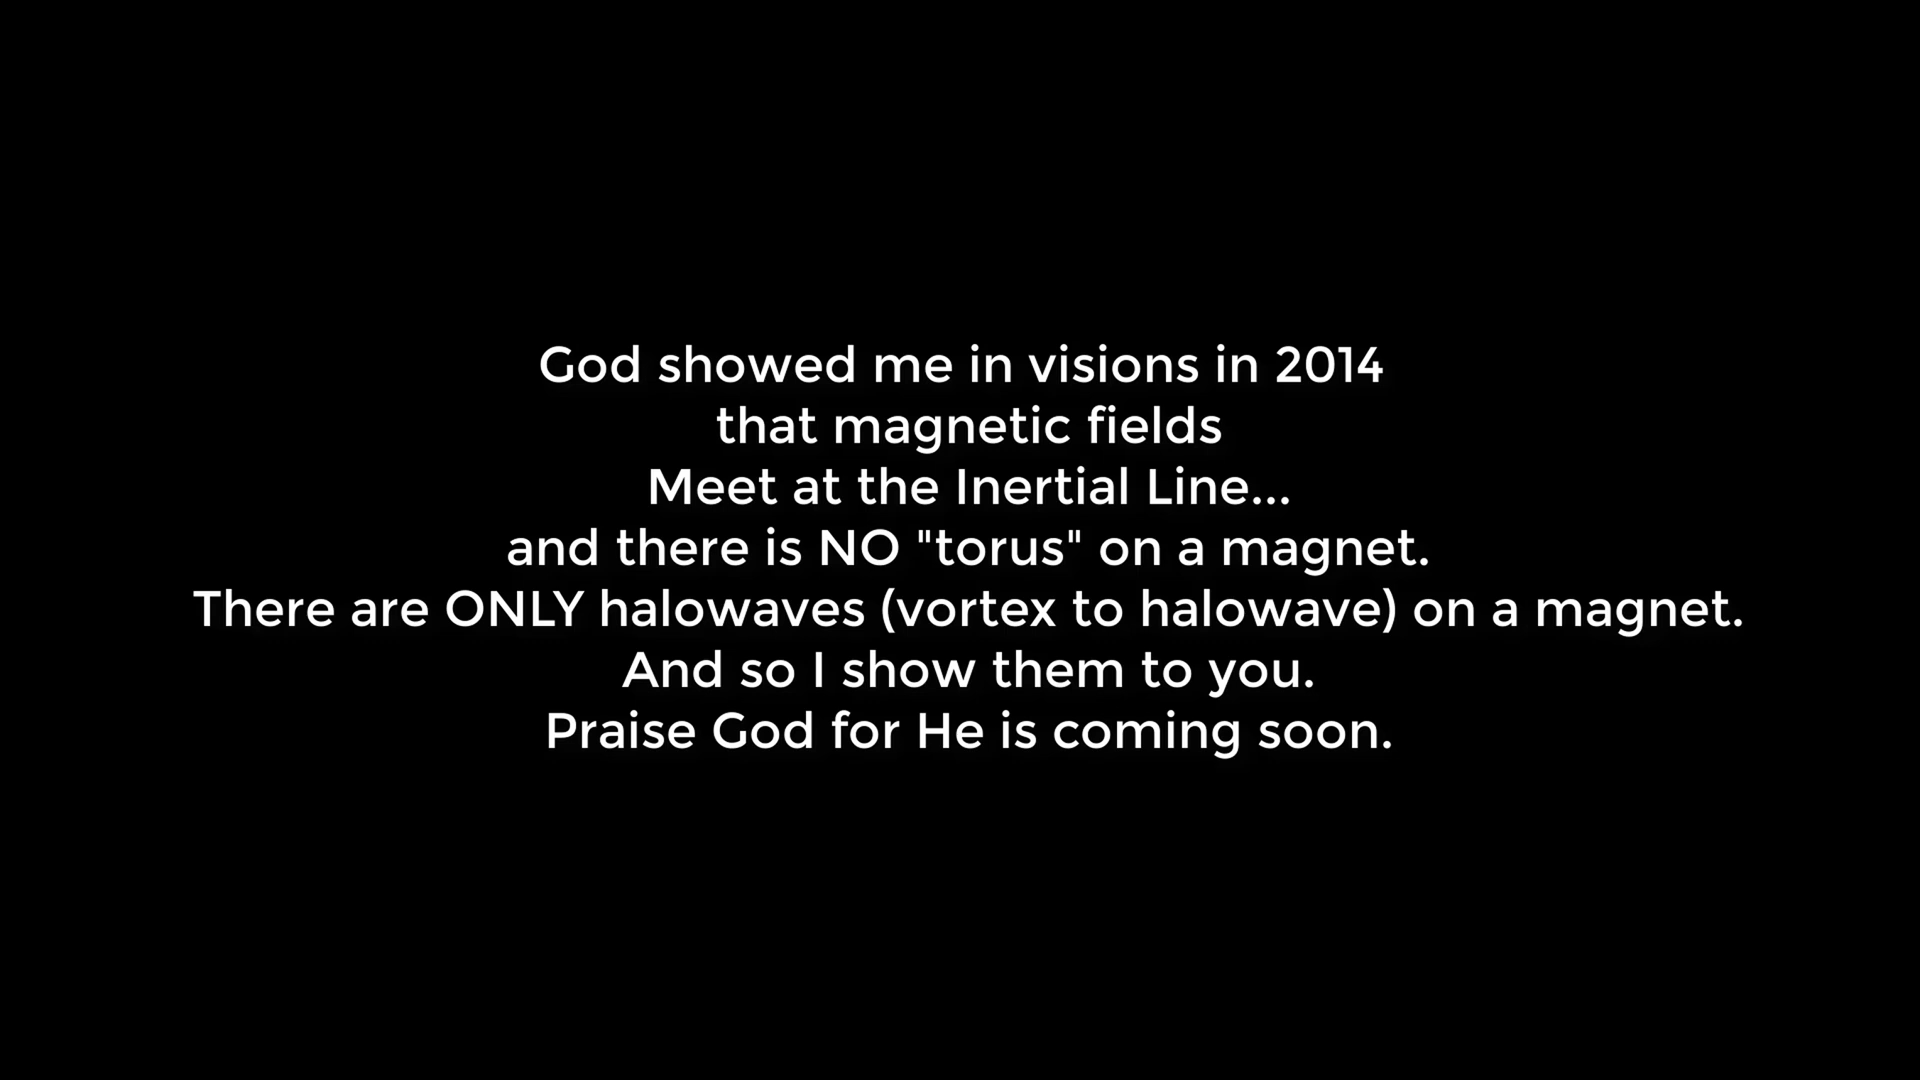 God showed me in visions in 2014
that magnetic fields
Meet at the Inertial Line...
and there is NO "torus" on a magnet.
There are ONLY halowaves (vortex to halowave) on a magnet.
And so I show them to you.
Praise God for He is coming soon.